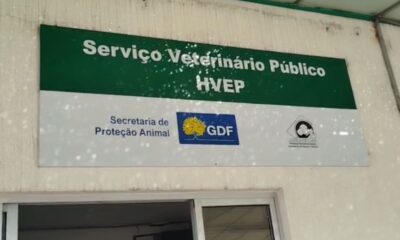 Serviço Veterinário Público
HVEP
Secretaria de
Proteção Animal
GDF